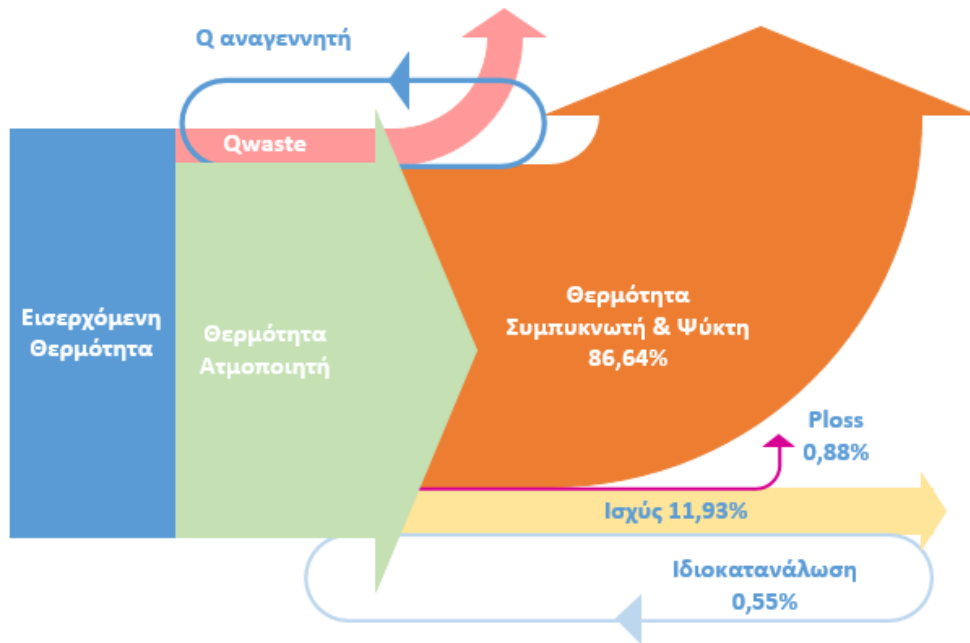 Q αναγεννητή
Qwaste
Εισερχόμενη
Θερμότητα
Θερμότητα
Ατμοποιητή
Θερμότητα
Συμπυκνωτή & Ψύκτη
86,64%
Ploss
0,88%
Ισχύς 11,93%
Ιδιοκατανάλωση
0,55%